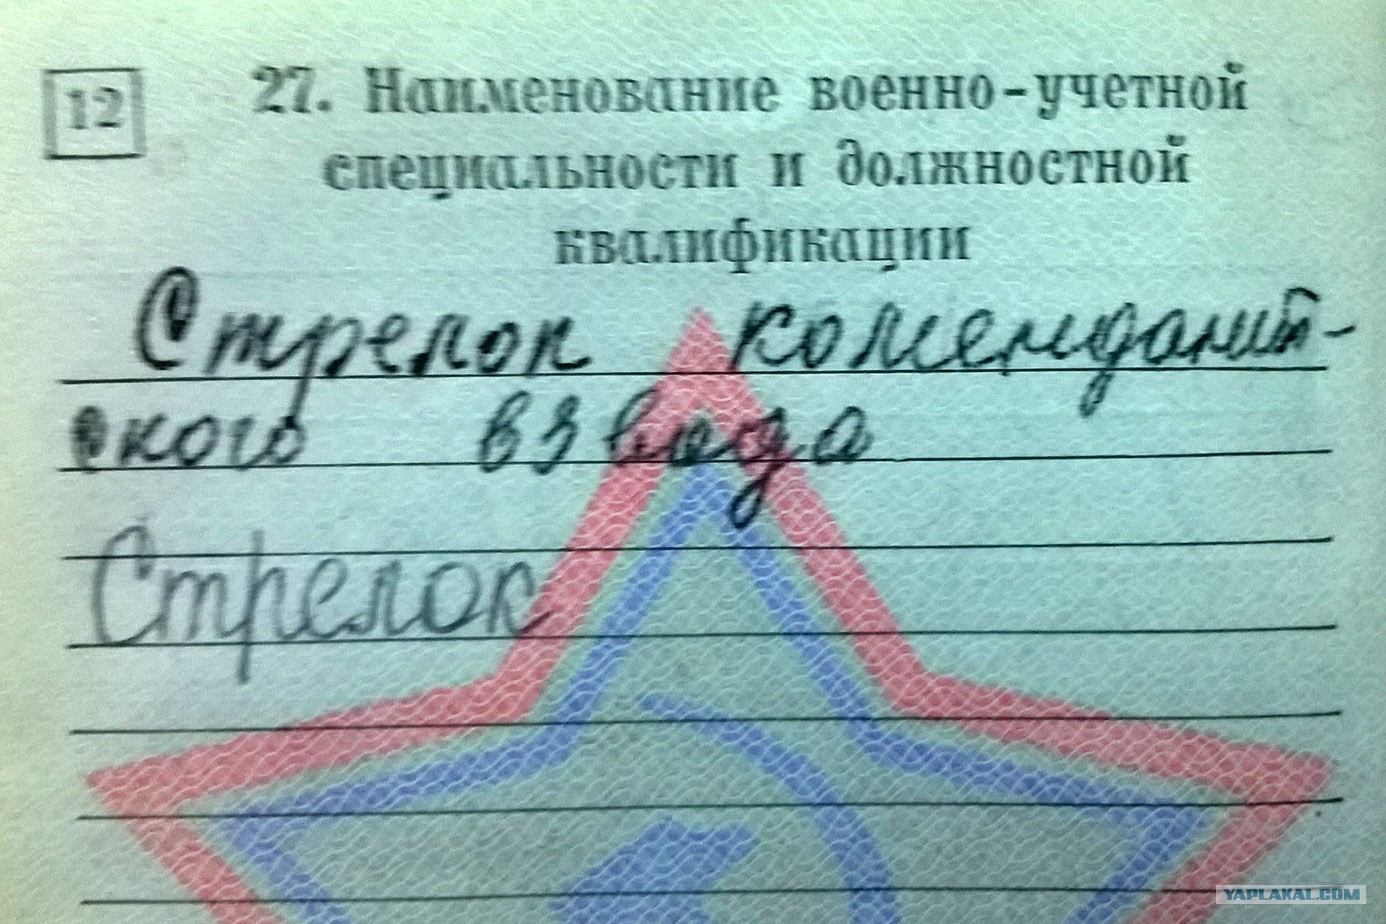 12
27. Наименование военно-учетной
специальности и должностной
квалификации
Стрелок комендант-
ского взвода
Стрелок
YAPLAKAL.COM